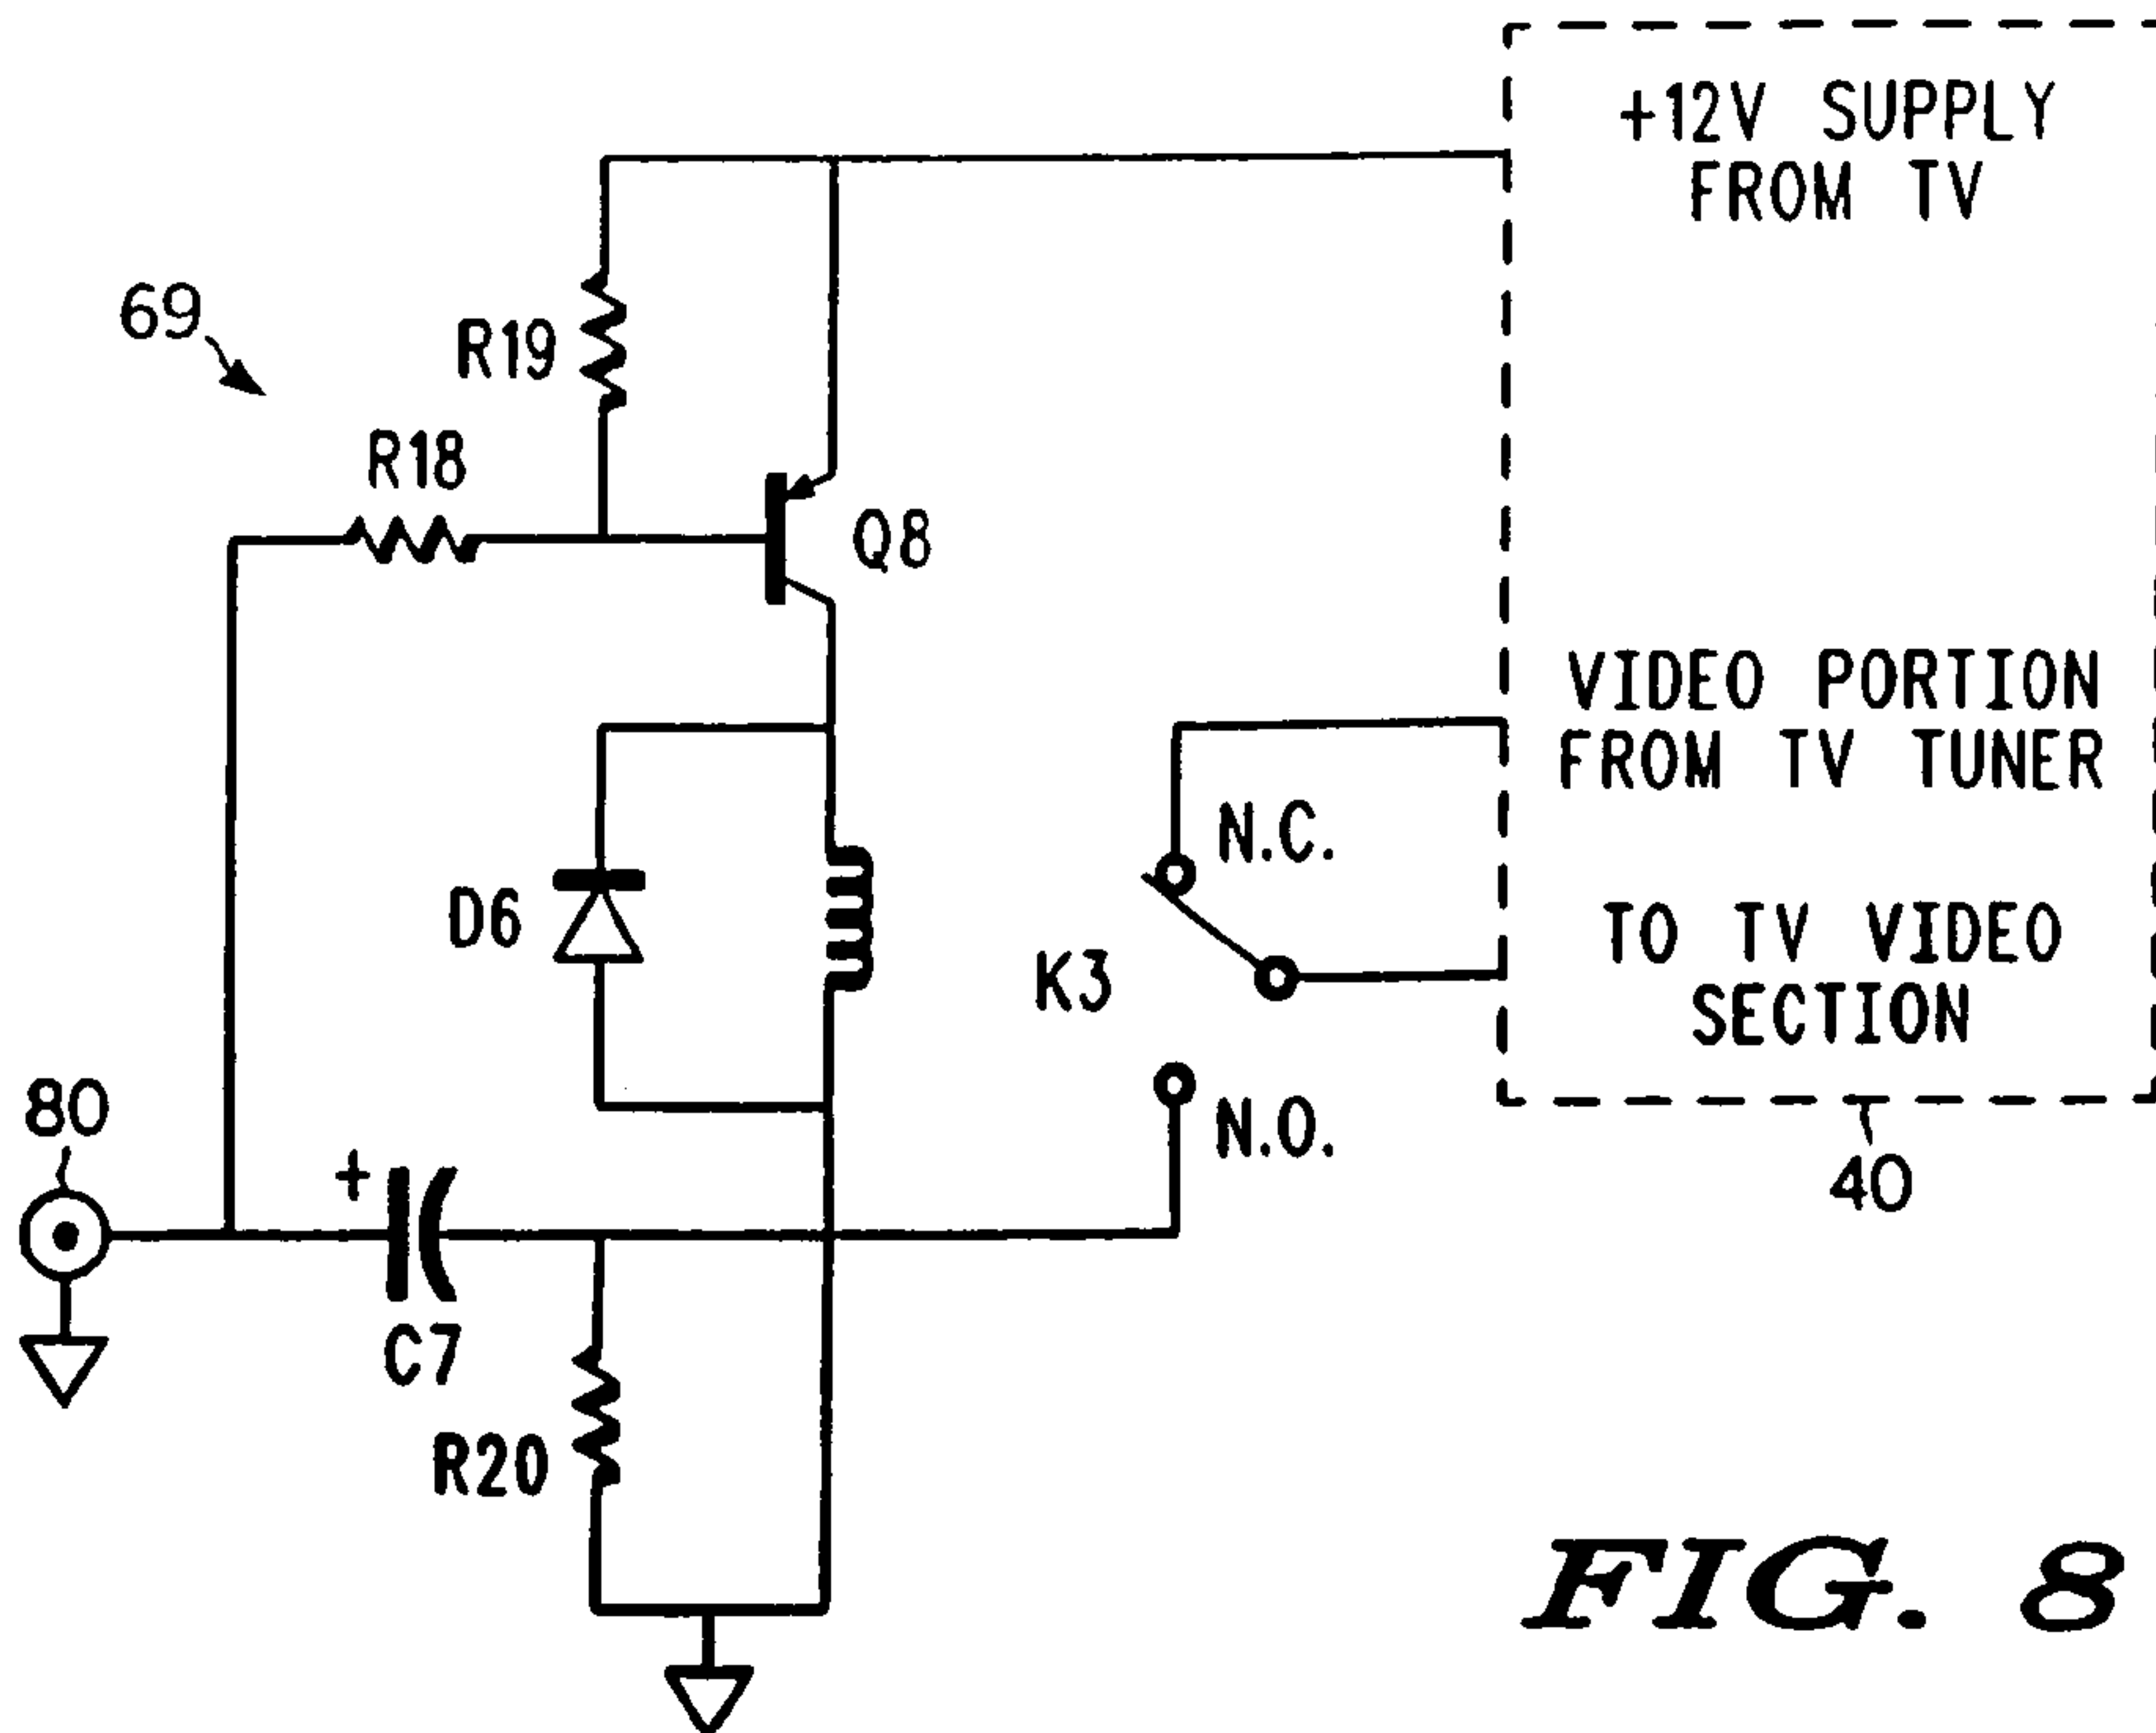 +12V SUPPLY
FROM TV
69
R19
R18
Q8
VIDEO PORTION
FROM TV TUNER
N.C.
D6
TO TV VIDEO
SECTION
K3
80
N.O.
+
40
C7
R20
FIG. 8